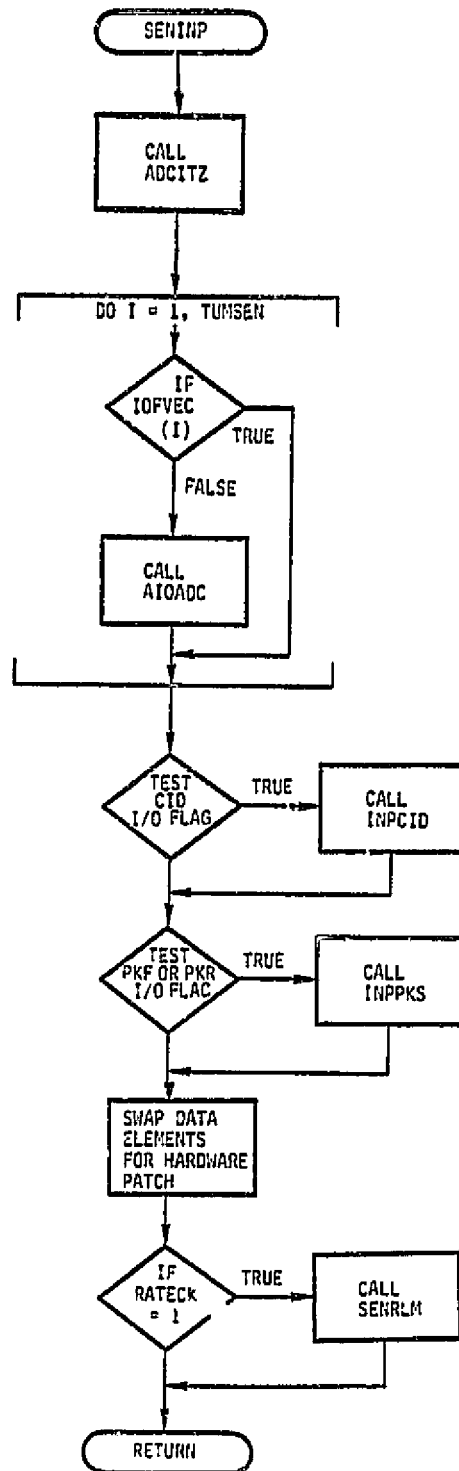 SENINP
CALL
ADCITZ
DO I = 1, TUMSEN
IF
IOFVEC
(I)
TRUE
FALSE
CALL
AIOADC
TEST
CID
I/O FLAG
TRUE
CALL
INPCID
TEST
PKF OR PKR
I/O FLAG
TRUE
CALL
INPPKS
SWAP DATA
ELEMENTS
FOR HARDWARE
PATCH
IF
RATECK
= 1
TRUE
CALL
SENRLM
RETURN